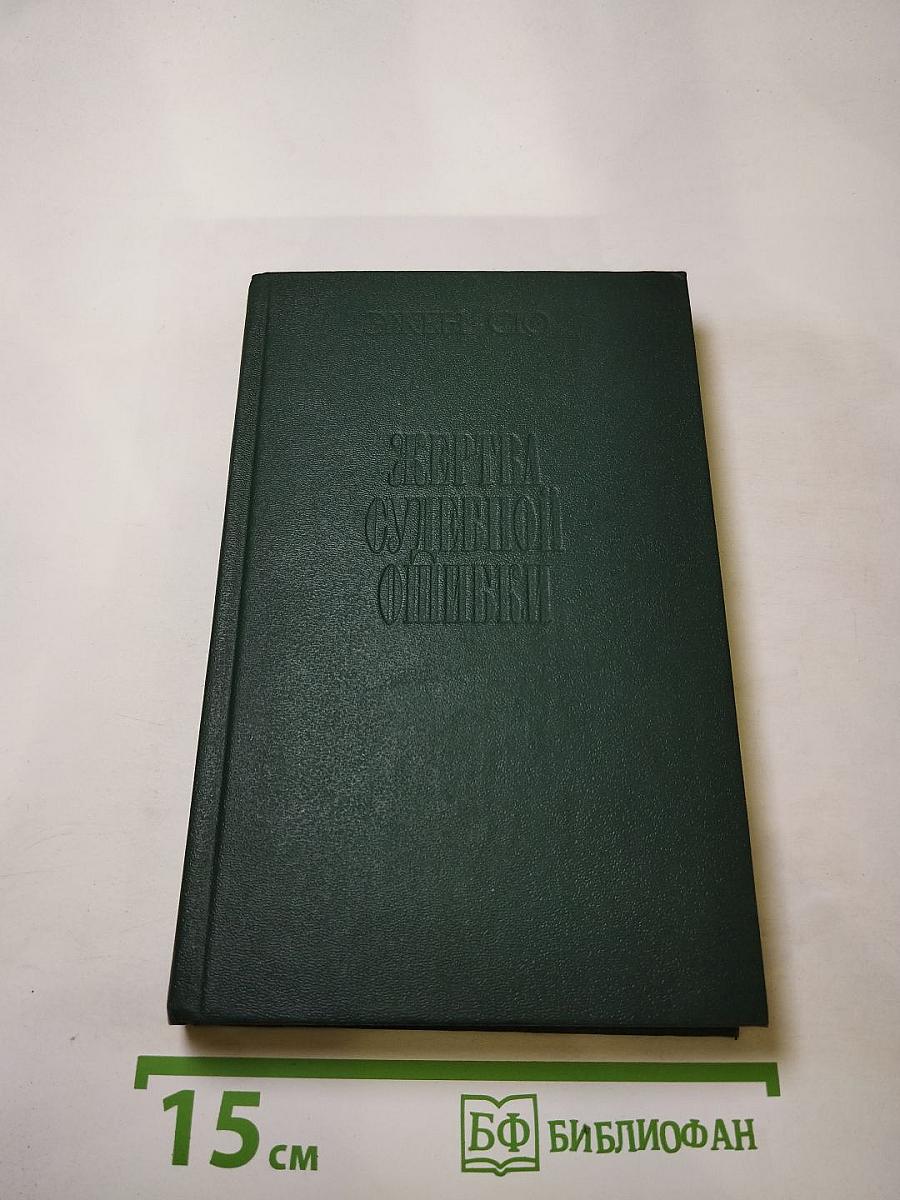 ЭЖЕН СЮ
ЖЕРТВА
СУДЕБНОЙ
ОШИБКИ
15 см
БФ БИБЛИОФАН